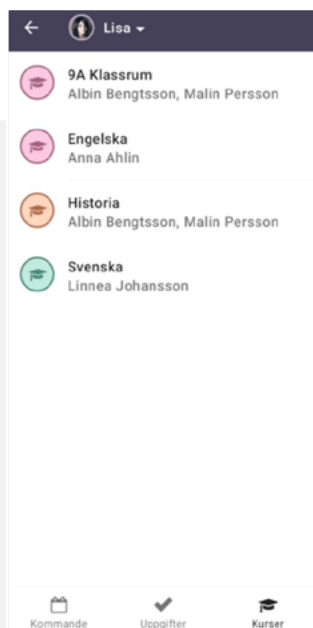 Lisa
9A Klassrum
Albin Bengtsson, Malin Persson
Engelska
Anna Ahlin
Historia
Albin Bengtsson, Malin Persson
Svenska
Linnea Johansson
Kommande Uppgifter Kurser